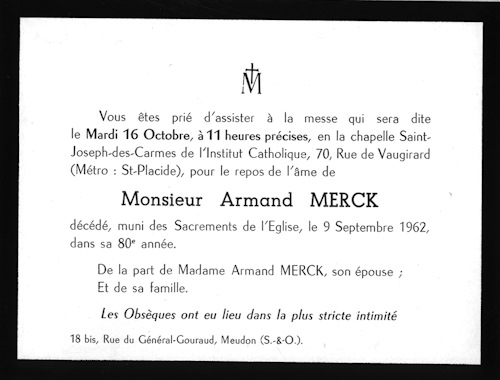 M
Vous êtes prié d'assister à la messe qui sera dite
le Mardi 16 Octobre, à 11 heures précises, en la chapelle Saint-
Joseph-des-Carmes de l'Institut Catholique, 70, Rue de Vaugirard
(Métro : St-Placide), pour le repos de l'âme de
Monsieur Armand MERCK
décédé, muni des Sacrements de l'Eglise, le 9 Septembre 1962,
dans sa 80e année.
De la part de Madame Armand MERCK, son épouse ;
Et de sa famille.
Les Obsèques ont eu lieu dans la plus stricte intimité
18 bis, Rue du Général-Gouraud, Meudon (S.-&-O.).